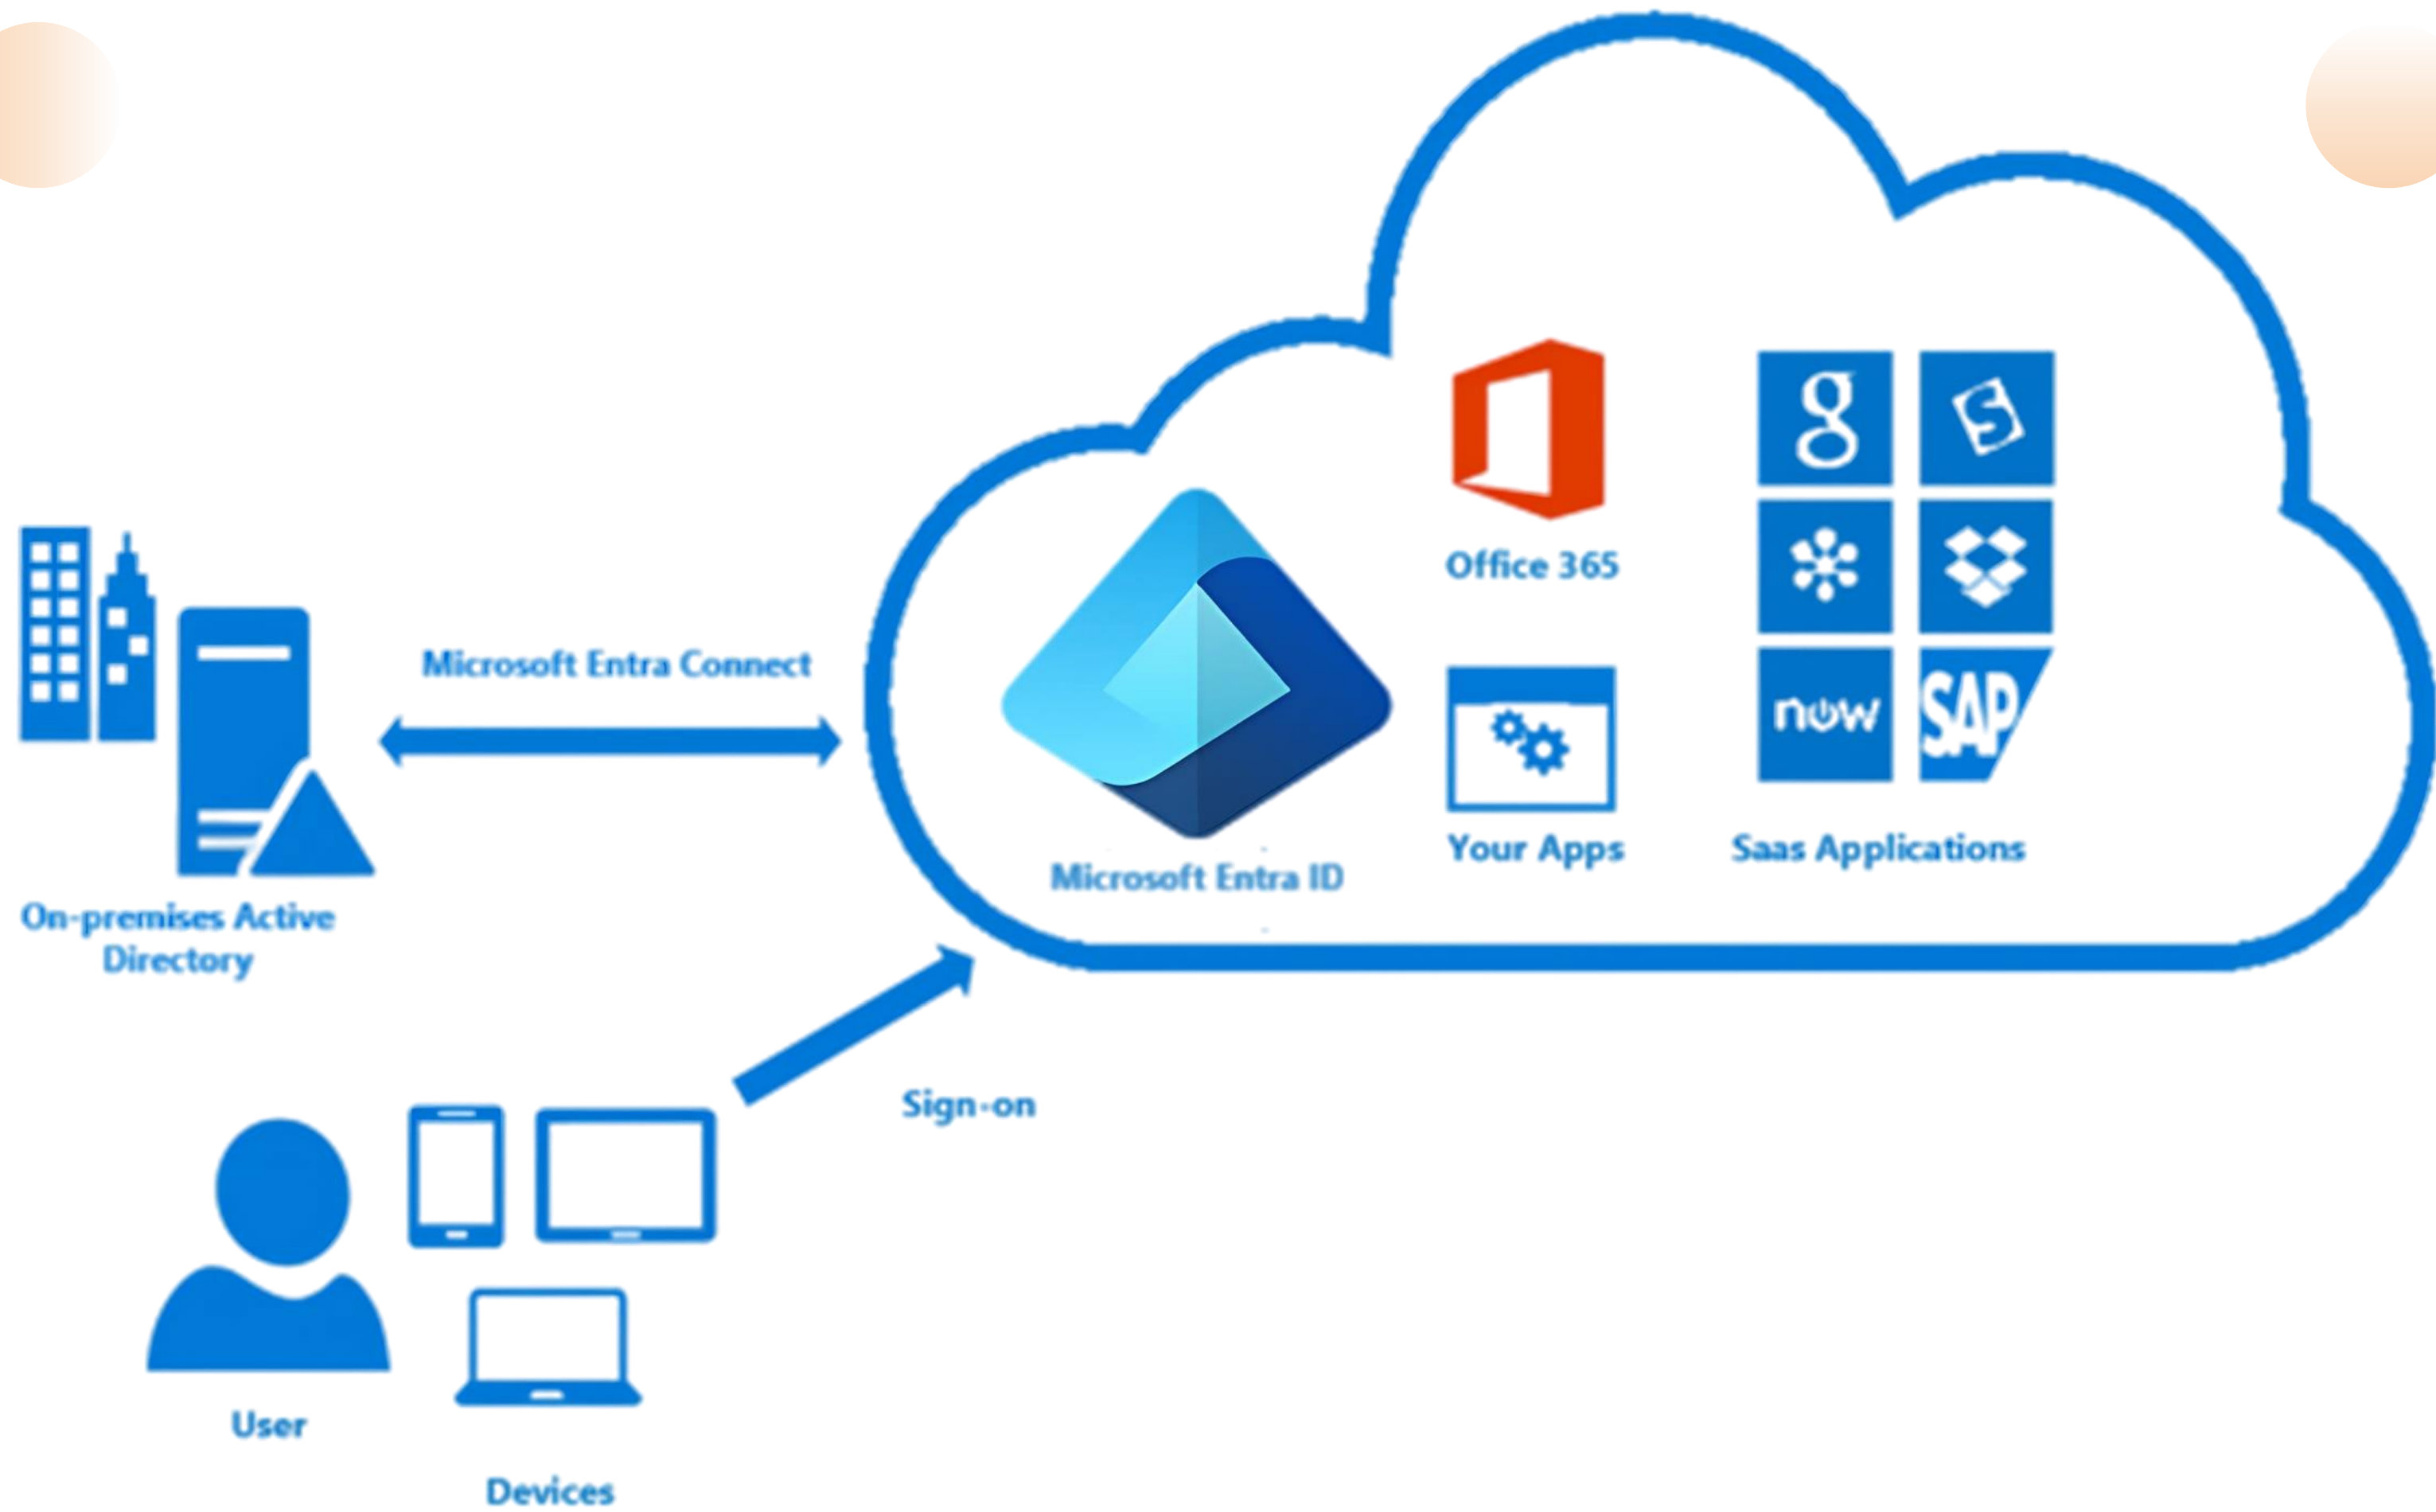 Office 365
g
S
now
SAP
Microsoft Entra Connect
Your Apps
Saas Applications
Microsoft Entra ID
On-premises Active
Directory
Sign-on
User
Devices